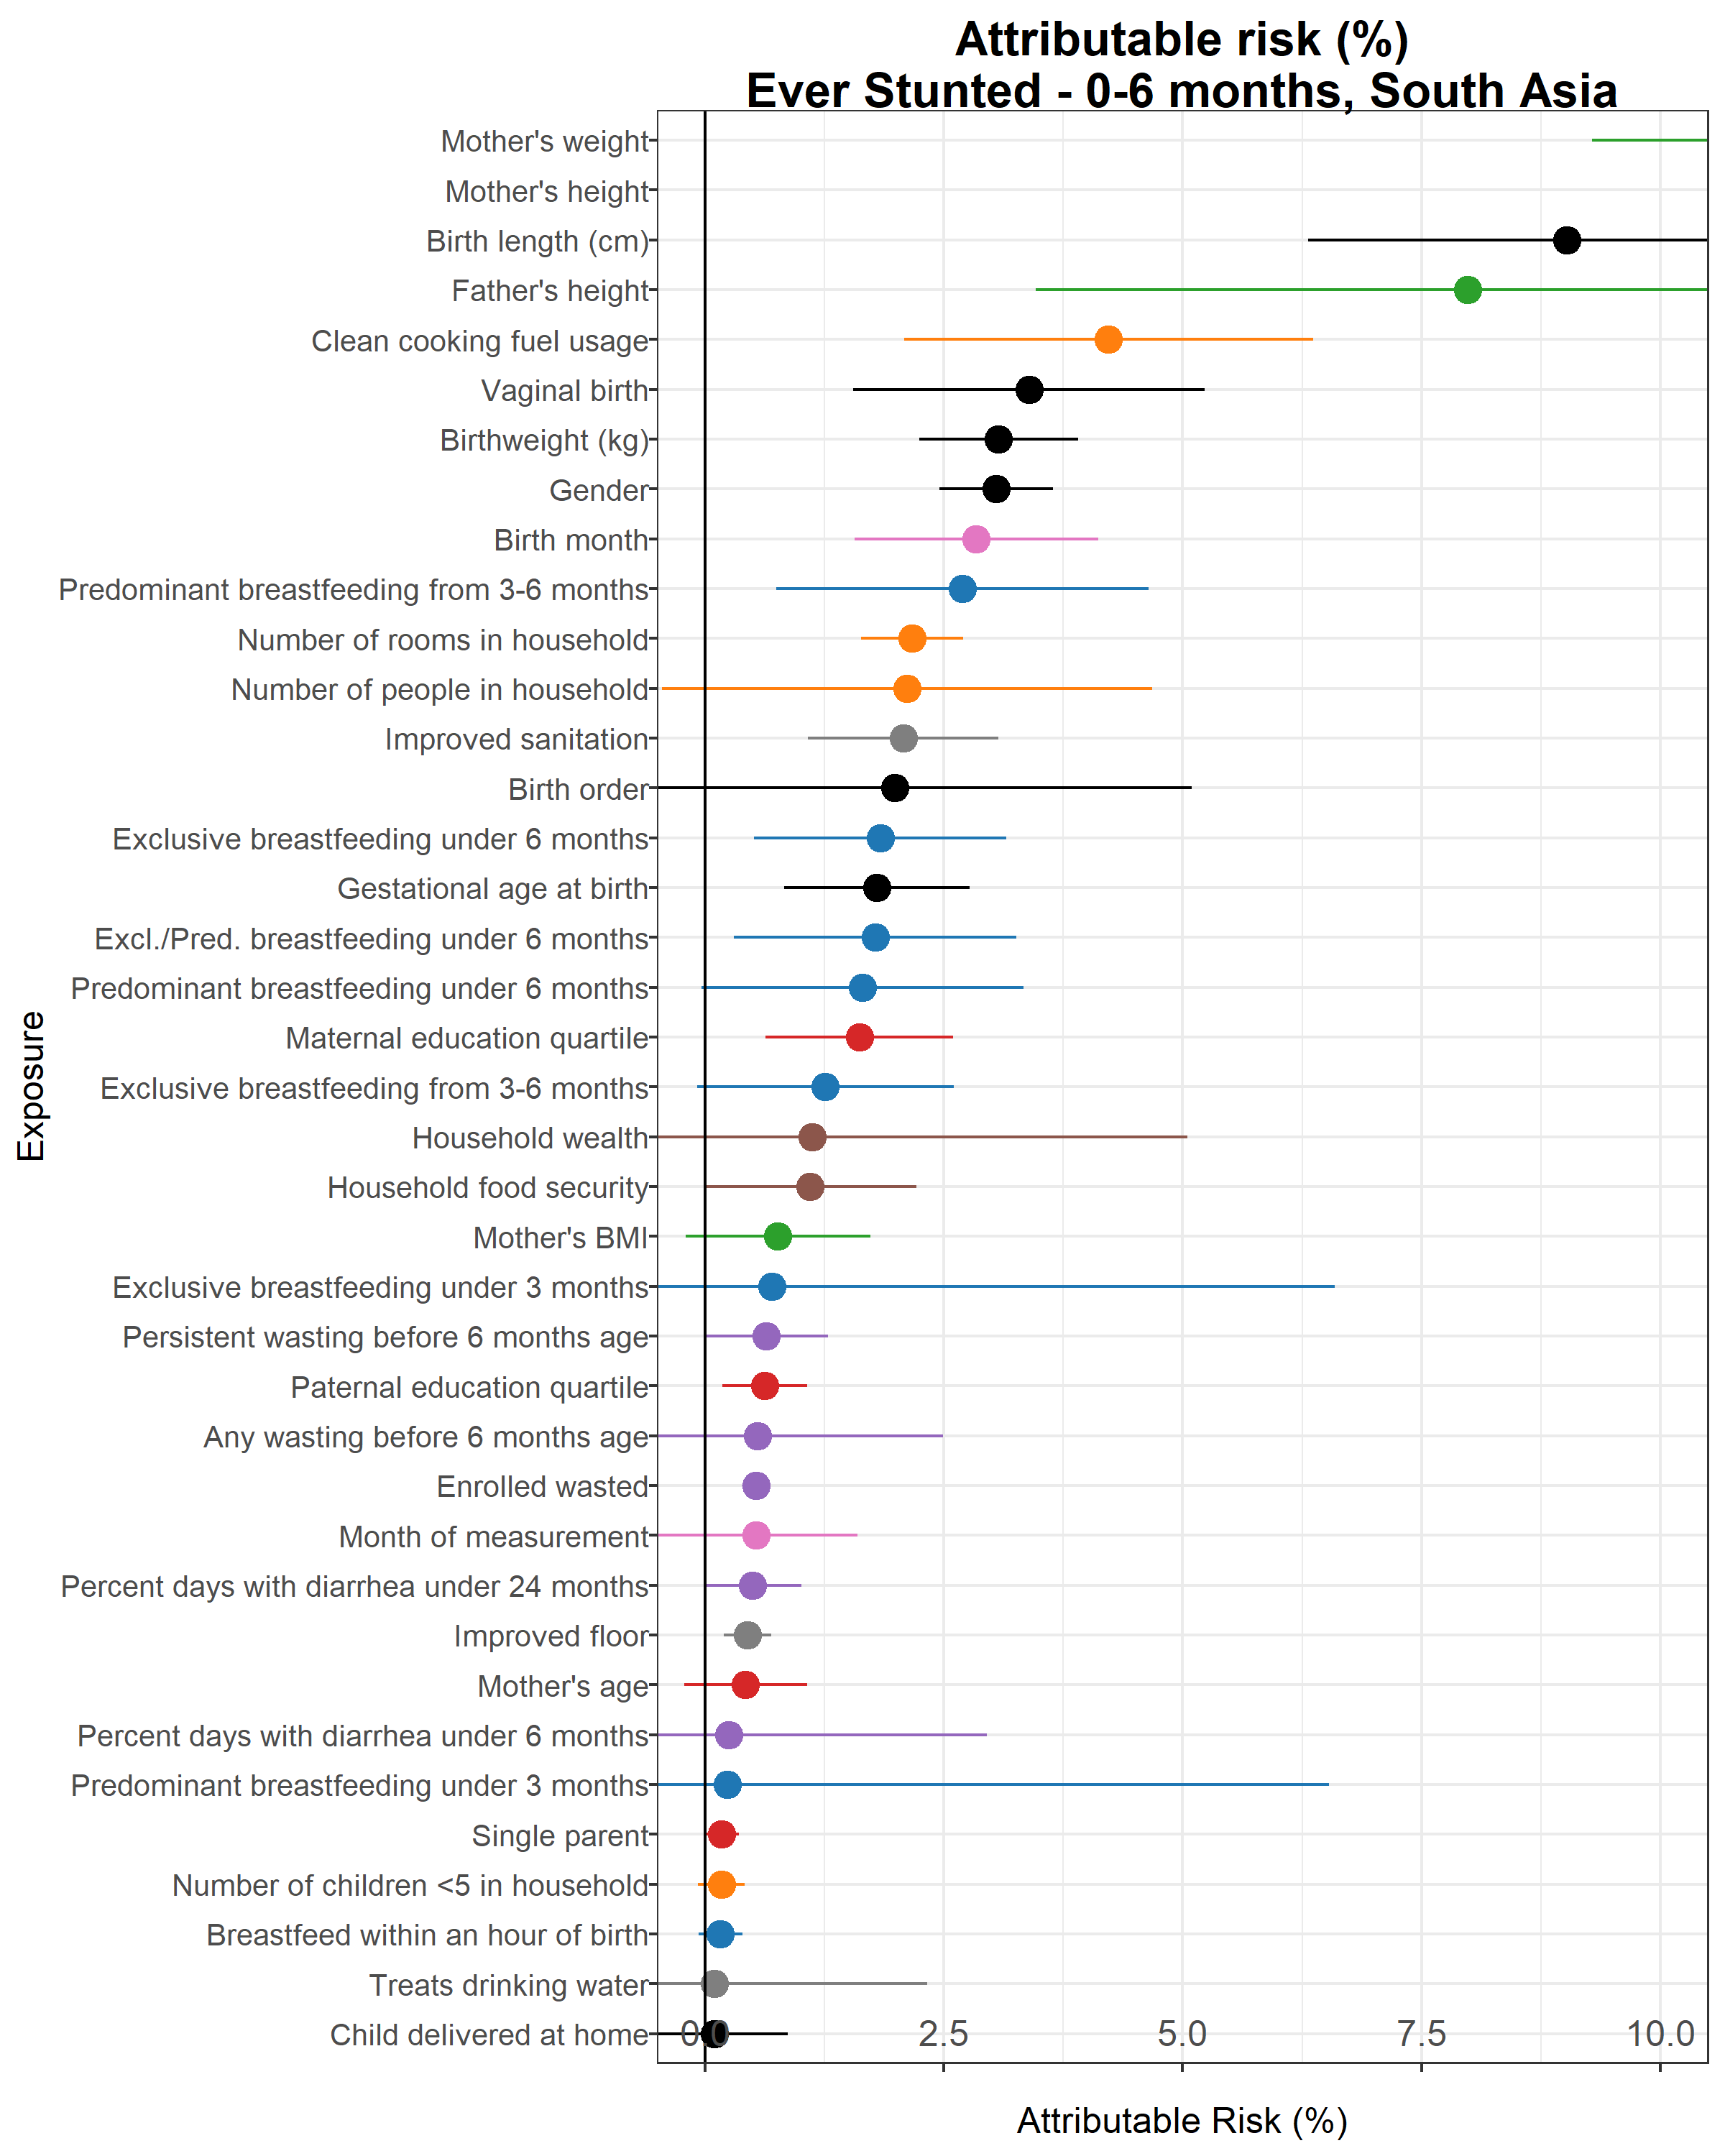 Attributable risk (%)
Ever Stunted - 0-6 months, South Asia
Mother's weight
Mother's height
Birth length (cm)
Father's height
Clean cooking fuel usage
Vaginal birth
Birthweight (kg)
Gender
Birth month
Predominant breastfeeding from 3-6 months
Number of rooms in household
Number of people in household
Improved sanitation
Birth order
Exclusive breastfeeding under 6 months
Gestational age at birth
Excl./Pred. breastfeeding under 6 months
Predominant breastfeeding under 6 months
Maternal education quartile
Exclusive breastfeeding from 3-6 months
Household wealth
Household food security
Mother's BMI
Exclusive breastfeeding under 3 months
Persistent wasting before 6 months age
Paternal education quartile
Any wasting before 6 months age
Enrolled wasted
Month of measurement
Percent days with diarrhea under 24 months
Improved floor
Mother's age
Percent days with diarrhea under 6 months
Predominant breastfeeding under 3 months
Single parent
Number of children <5 in household
Breastfeed within an hour of birth
Treats drinking water
Child delivered at home
0.0 2.5 5.0 7.5 10.0
Attributable Risk (%)
Exposure